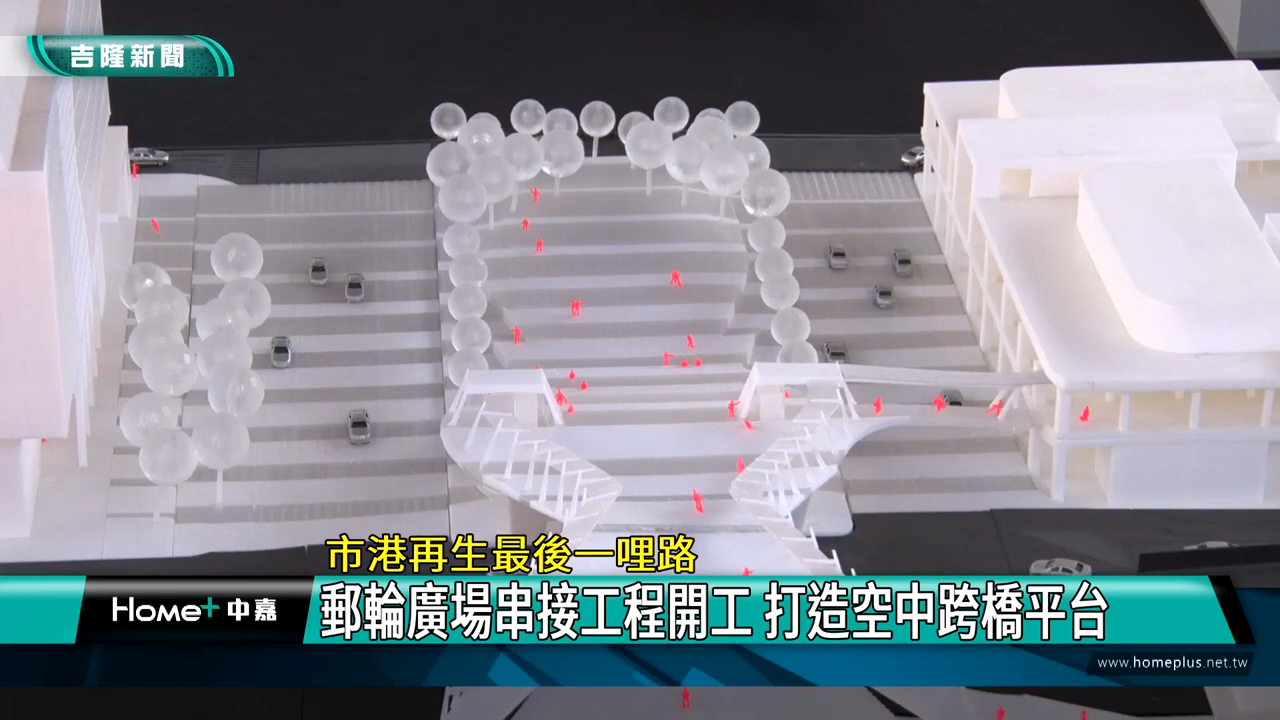 吉隆新聞
市港再生最後一哩路
Home+中嘉
郵輪廣場串接工程開工 打造空中跨橋平台
www.homeplus.net.tw